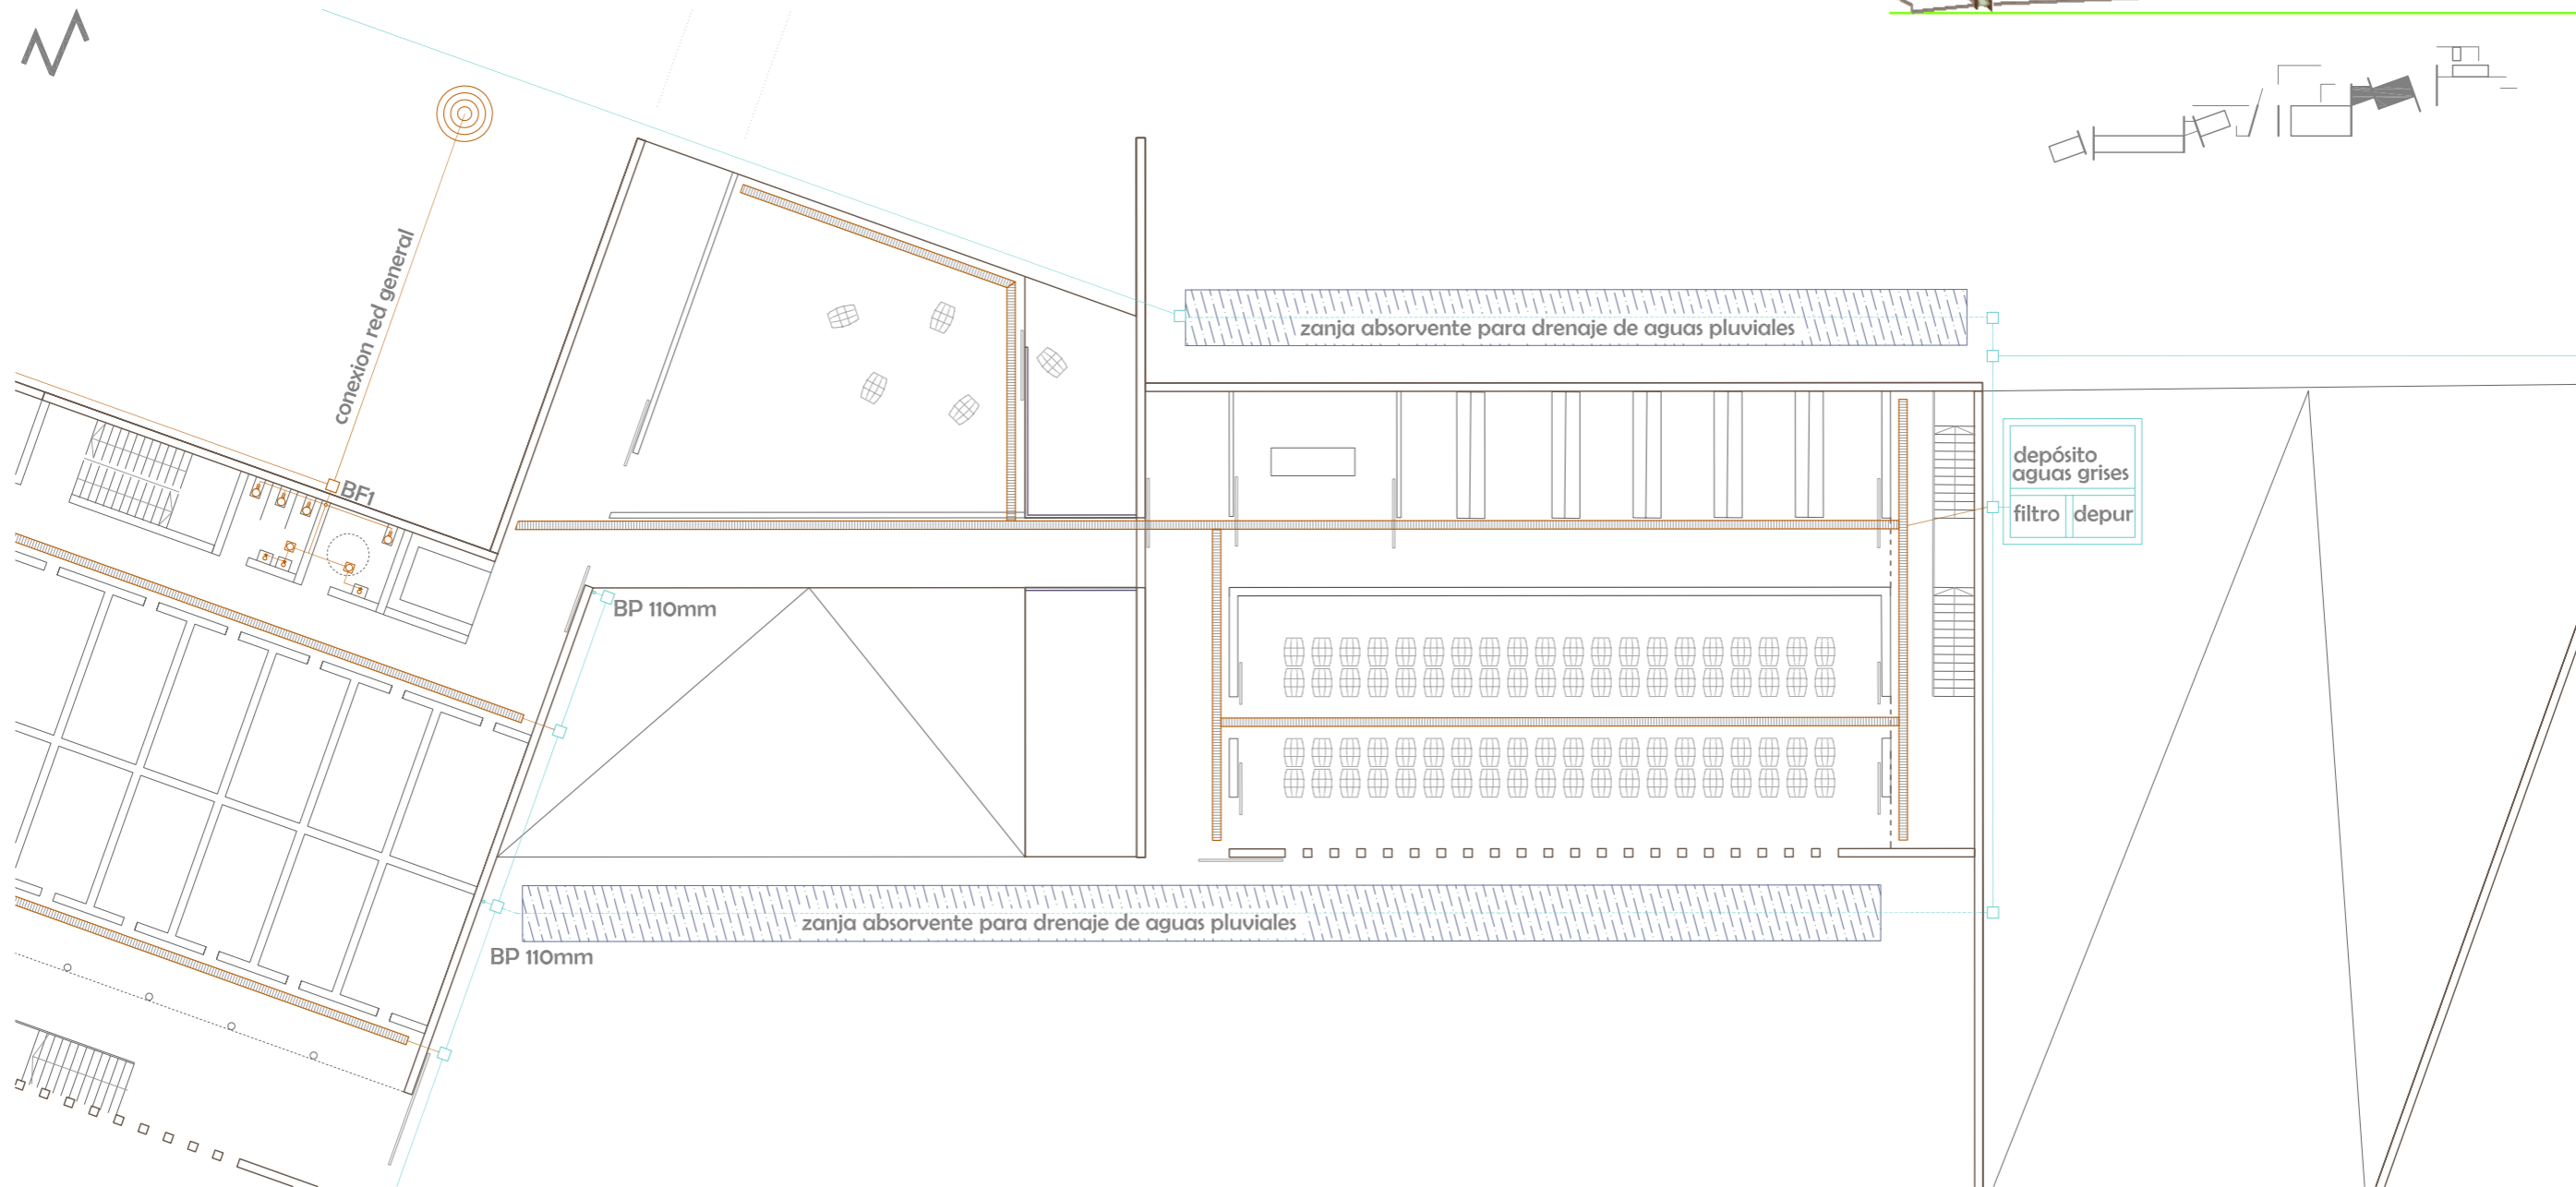 conexion red general
zanja absorvente para drenaje de aguas pluviales
depósito
aguas grises
filtro depur
BF1
BP 110mm
zanja absorvente para drenaje de aguas pluviales
BP 110mm